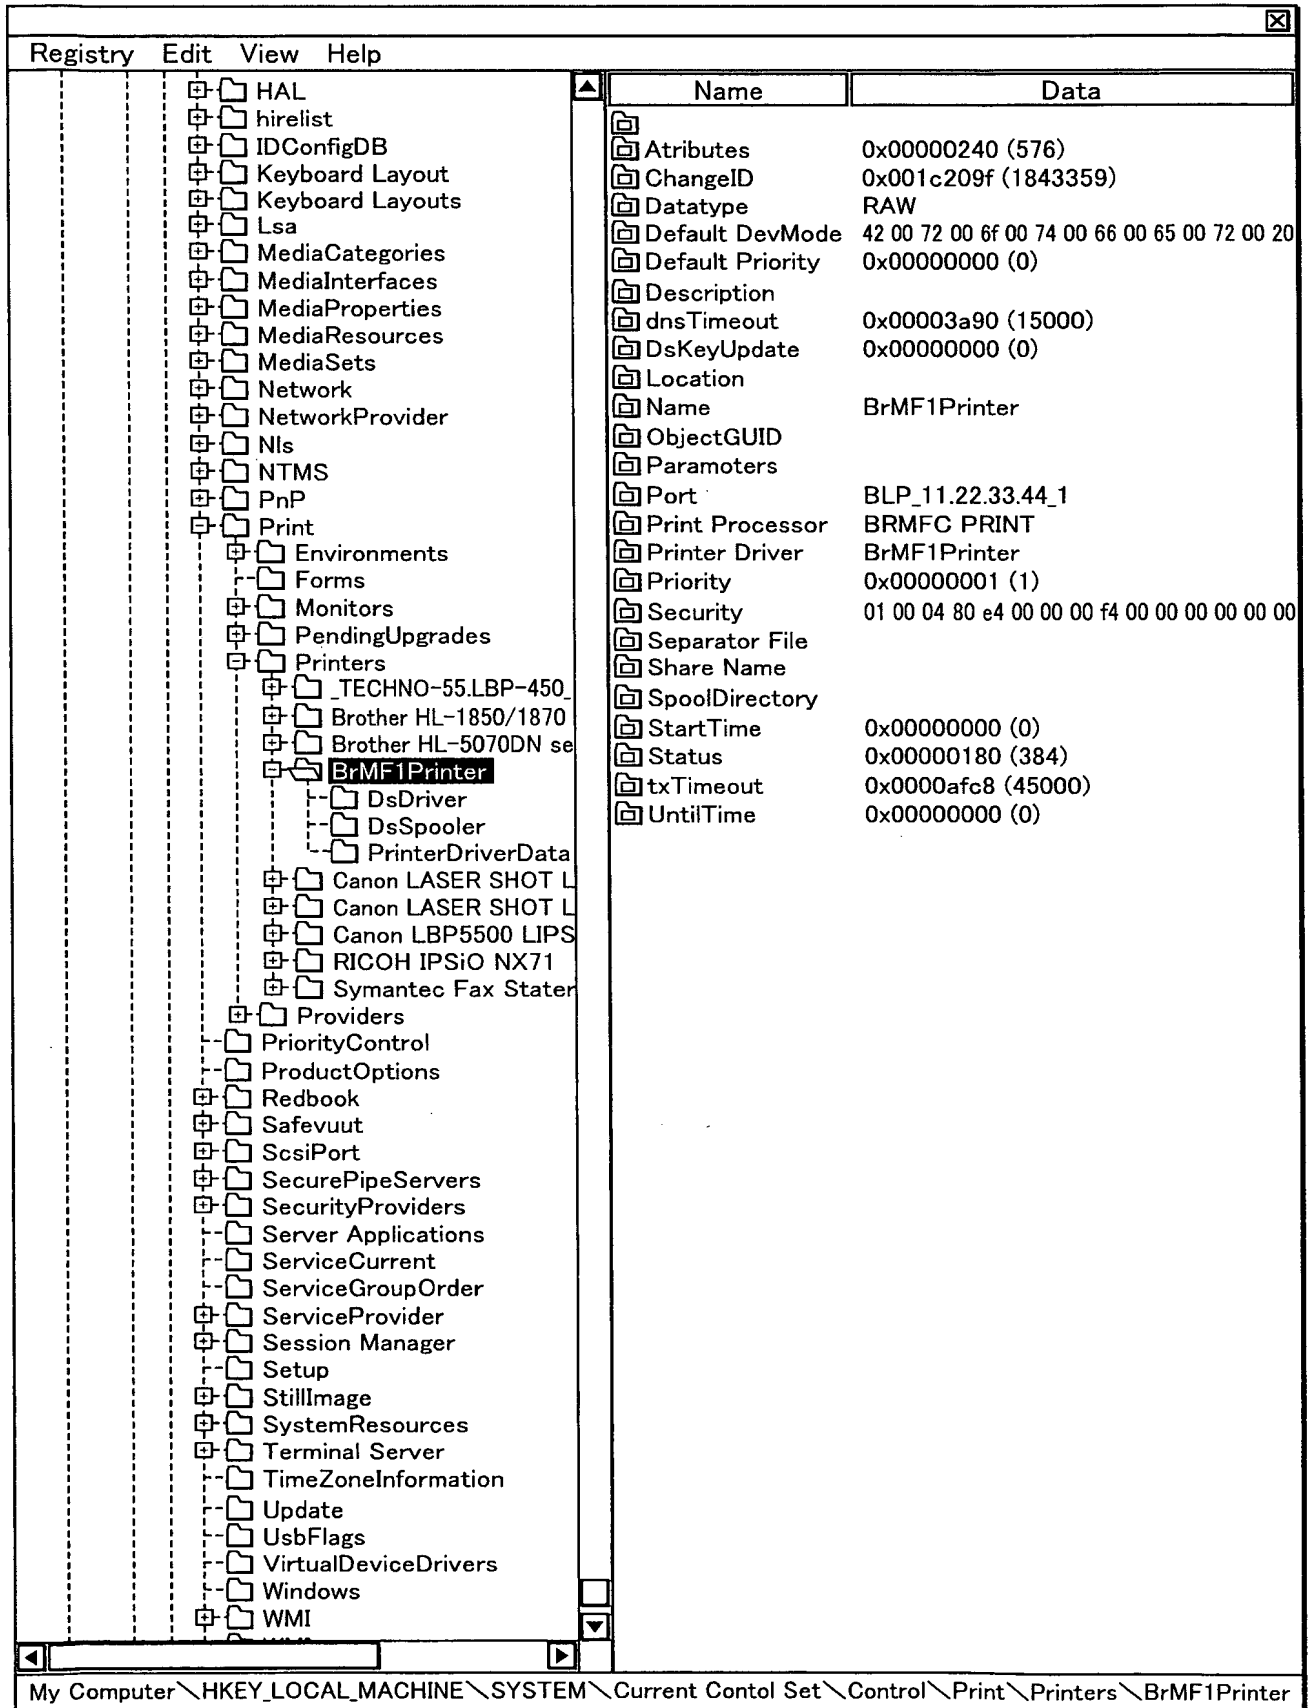 Registry Edit View Help
HAL
hirelist
IDConfigDB
Keyboard Layout
Keyboard Layouts
Lsa
MediaCategories
MediaInterfaces
MediaProperties
MediaResources
MediaSets
Network
NetworkProvider
Nls
NTMS
PnP
Print
Environments
Forms
Monitors
PendingUpgrades
Printers
_TECHNO-55.LBP-450_
Brother HL-1850/1870
Brother HL-5070DN se
BrMF1Printer
DsDriver
DsSpooler
PrinterDriverData
Canon LASER SHOT L
Canon LASER SHOT L
Canon LBP5500 LIPS
RICOH IPSiO NX71
Symantec Fax Stater
Providers
PriorityControl
ProductOptions
Redbook
Safevuut
ScsiPort
SecurePipeServers
SecurityProviders
Server Applications
ServiceCurrent
ServiceGroupOrder
ServiceProvider
Session Manager
Setup
StillImage
SystemResources
Terminal Server
TimeZoneInformation
Update
UsbFlags
VirtualDeviceDrivers
Windows
WMI
Name Data
Atributes 0x00000240 (576)
ChangeID 0x001c209f (1843359)
Datatype RAW
Default DevMode 42 00 72 00 6f 00 74 00 66 00 65 00 72 00 20
Default Priority 0x00000000 (0)
Description
dnsTimeout 0x00003a90 (15000)
DsKeyUpdate 0x00000000 (0)
Location
Name BrMF1Printer
ObjectGUID
Paramoters
Port BLP_11.22.33.44_1
Print Processor BRMFC PRINT
Printer Driver BrMF1Printer
Priority 0x00000001 (1)
Security 01 00 04 80 e4 00 00 00 f4 00 00 00 00 00 00
Separator File
Share Name
SpoolDirectory
StartTime 0x00000000 (0)
Status 0x00000180 (384)
txTimeout 0x0000afc8 (45000)
UntilTime 0x00000000 (0)
My Computer\HKEY_LOCAL_MACHINE\SYSTEM\Current Contol Set\Control\Print\Printers\BrMF1Printer